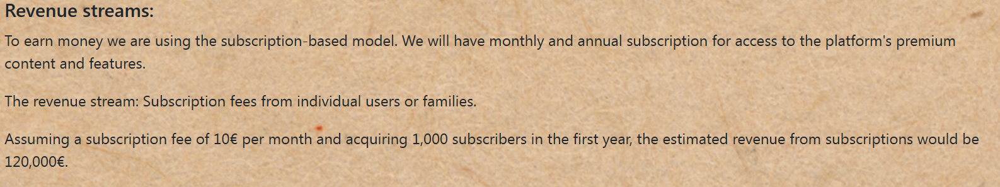 Revenue streams:
To earn money we are using the subscription-based model. We will have monthly and annual subscription for access to the platform's premium
content and features.
The revenue stream: Subscription fees from individual users or families.
Assuming a subscription fee of 10€ per month and acquiring 1,000 subscribers in the first year, the estimated revenue from subscriptions would be
120,000€.